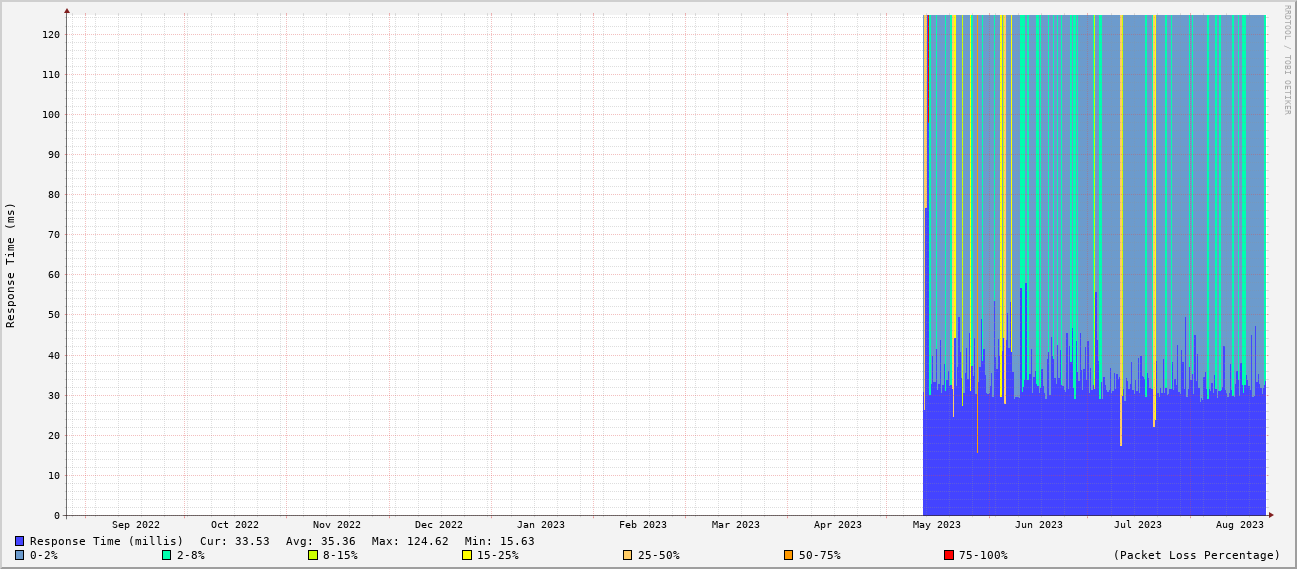 RRDTOOL / TOBI OETIKER
Response Time (ms)
120
110
100
90
80
70
60
50
40
30
20
10
0
Sep 2022 Oct 2022 Nov 2022 Dec 2022 Jan 2023 Feb 2023 Mar 2023 Apr 2023 May 2023 Jun 2023 Jul 2023 Aug 2023
Response Time (millis) Cur: 33.53 Avg: 35.36 Max: 124.62 Min: 15.63
0-2% 2-8% 8-15% 15-25% 25-50% 50-75% 75-100% (Packet Loss Percentage)